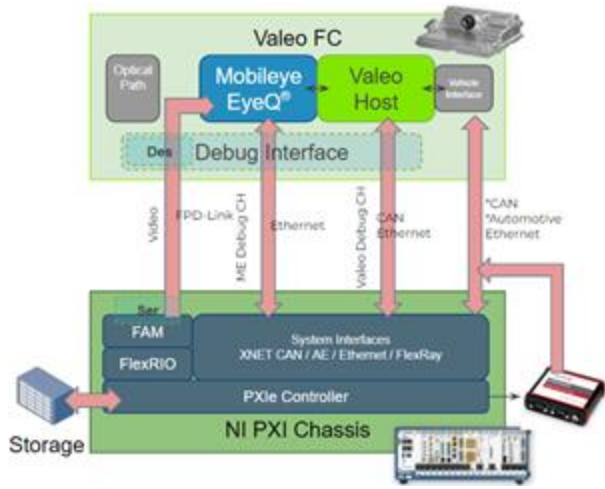 Valeo FC
Optical
Path
Mobileye
EyeQ®
Valeo
Host
Vehicle
Interface
Des
Debug Interface
Video
FPD-Link
ME Debug CH
Ethernet
Valeo Debug CH
CAN
Ethernet
*CAN
*Automotive
Ethernet
Ser
FAM
FlexRIO
System Interfaces
XNET CAN / AE / Ethernet / FlexRay
PXIe Controller
Storage
NI PXI Chassis